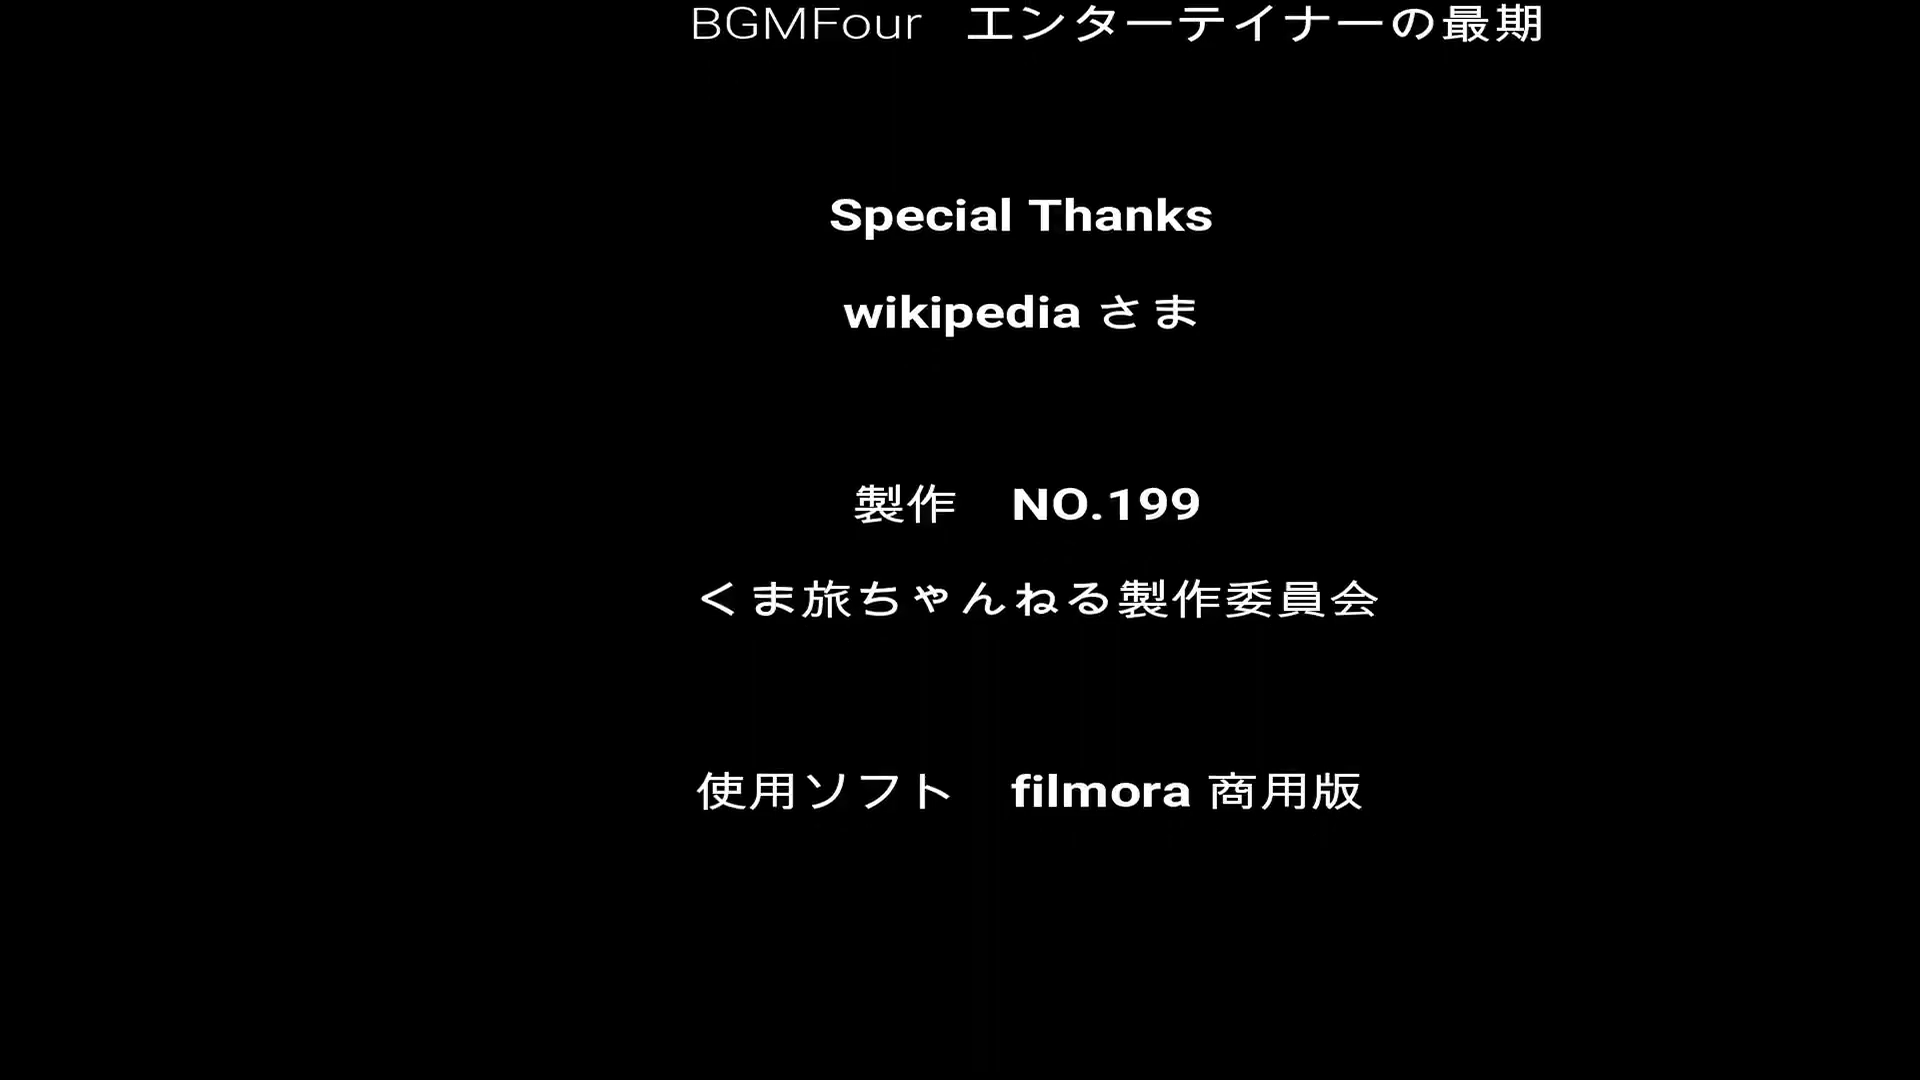 BGMFour エンターテイナーの最期
Special Thanks
wikipedia さま
製作　NO.199
くま旅ちゃんねる製作委員会
使用ソフト　filmora 商用版